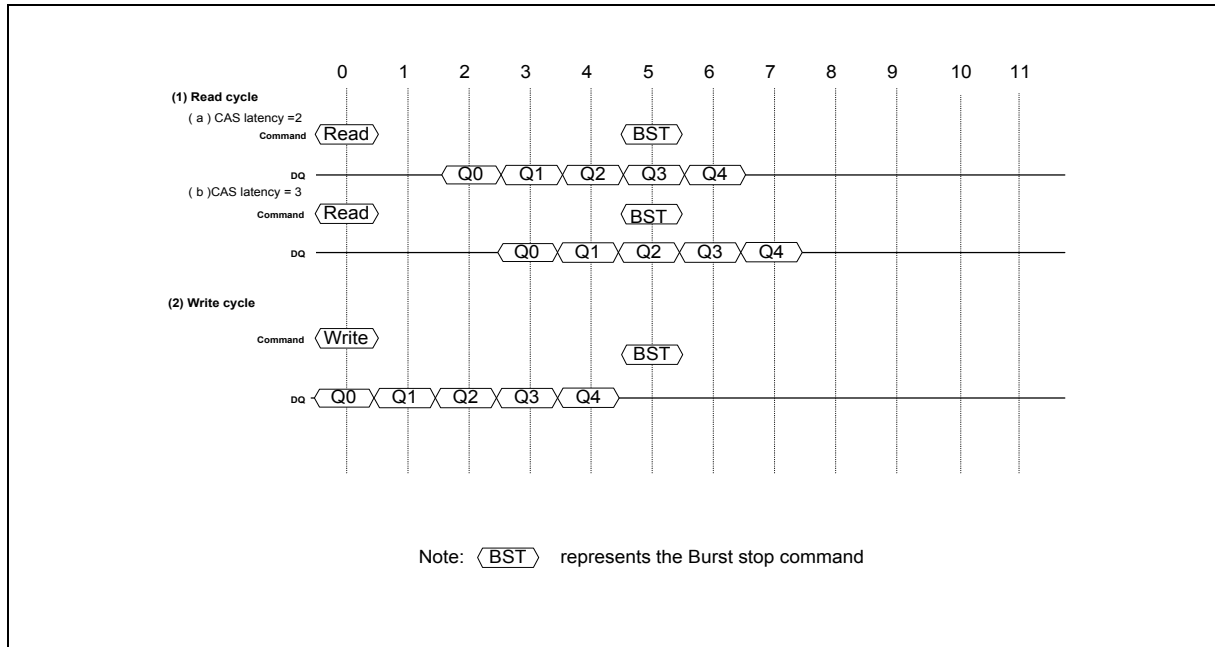 0 1 2 3 4 5 6 7 8 9 10 11
(1) Read cycle
( a ) CAS latency =2
Command Read BST
DQ Q0 Q1 Q2 Q3 Q4
( b )CAS latency = 3
Command Read BST
DQ Q0 Q1 Q2 Q3 Q4
(2) Write cycle
Command Write BST
DQ Q0 Q1 Q2 Q3 Q4
Note: BST represents the Burst stop command